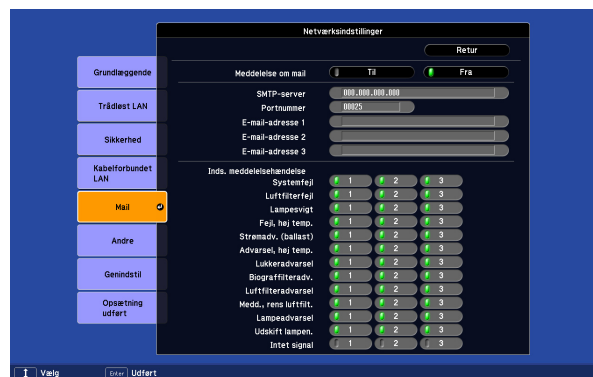 Netværksindstillinger
Retur
Grundlæggende
Trådløst LAN
Sikkerhed
Kabelforbundet
LAN
Mail
Andre
Genindstil
Opsætning
udført
Meddelelse om mail Til Fra
SMTP-server 000.000.000.000
Portnummer 00025
E-mail-adresse 1
E-mail-adresse 2
E-mail-adresse 3
Inds. meddelelsehændelse
Systemfejl 1 2 3
Luftfilterfejl 1 2 3
Lampesvigt 1 2 3
Fejl, høj temp. 1 2 3
Strømadv. (ballast) 1 2 3
Advarsel, høj temp. 1 2 3
Lukkeradvarsel 1 2 3
Biograffilteradv. 1 2 3
Luftfilteradvarsel 1 2 3
Medd., rens luftfilt. 1 2 3
Lampeadvarsel 1 2 3
Udskift lampen. 1 2 3
Intet signal 1 2 3
Vælg Enter Udført